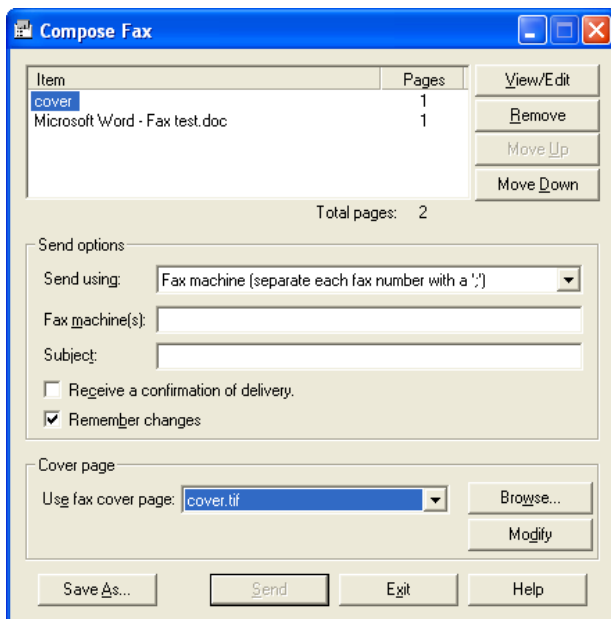 Compose Fax
Item Pages
cover 1
Microsoft Word - Fax test.doc 1
View/Edit
Remove
Move Up
Move Down
Total pages: 2
Send options
Send using: Fax machine (separate each fax number with a ';')
Fax machine(s):
Subject:
Receive a confirmation of delivery.
Remember changes
Cover page
Use fax cover page: cover.tif
Browse...
Modify
Save As... Send Exit Help